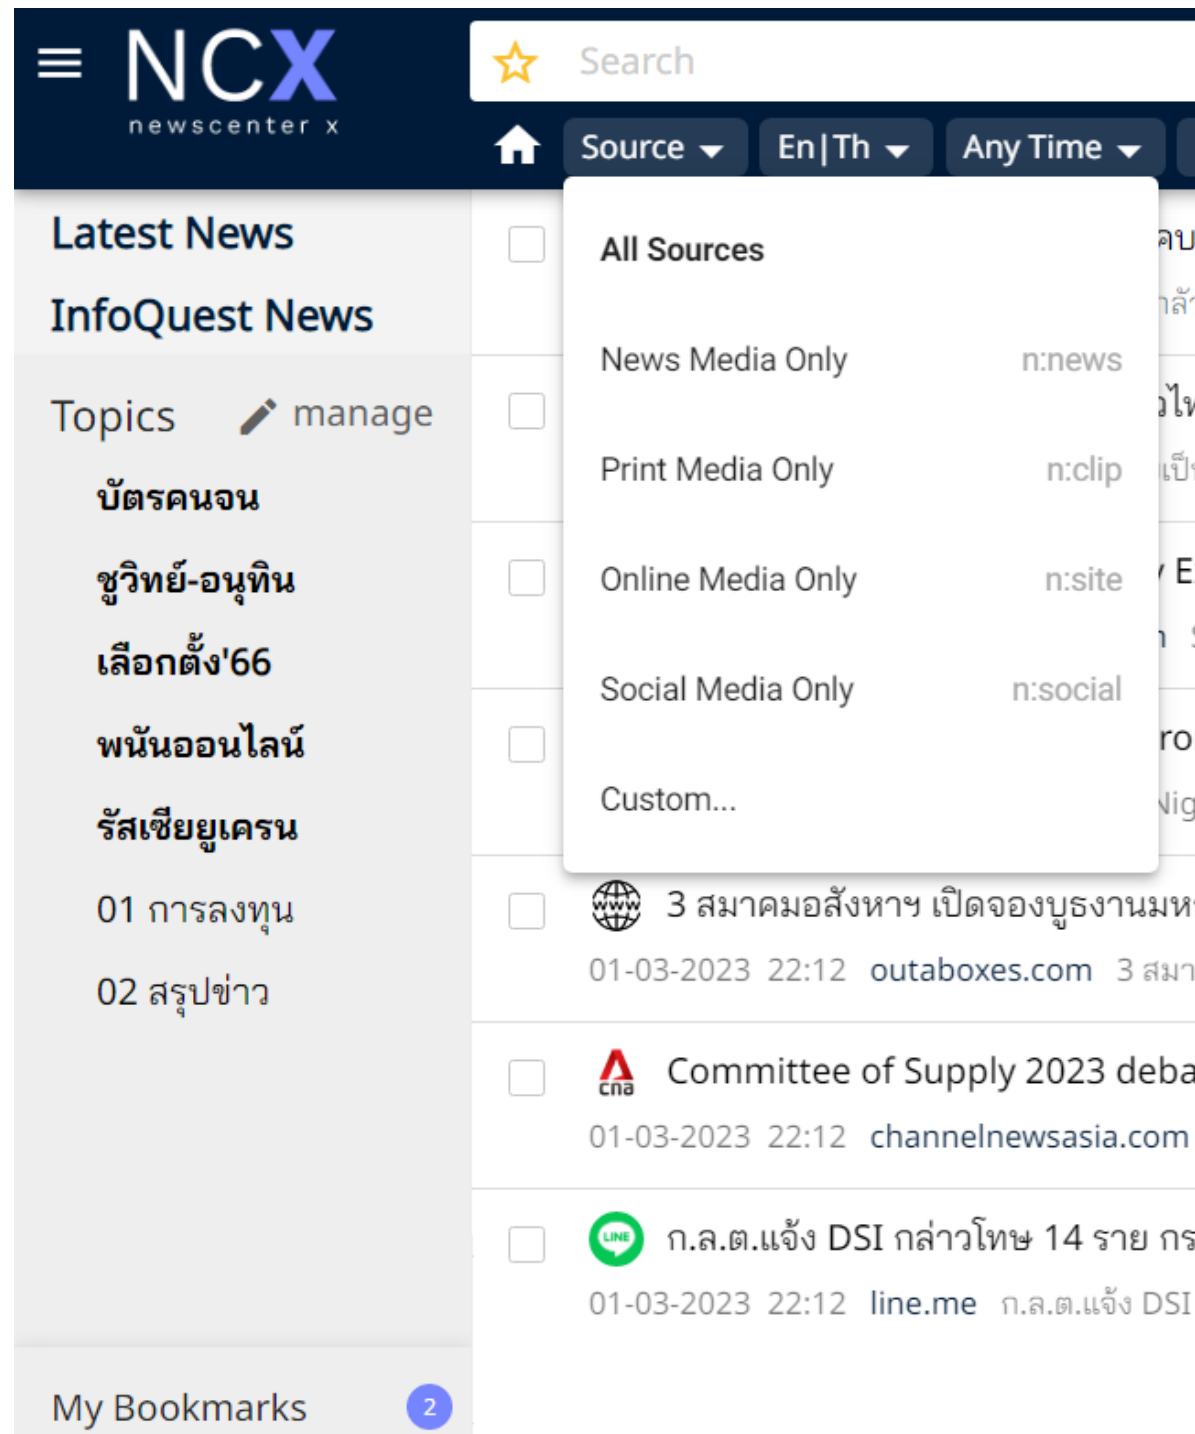 NCX
newscenter x
Search
Source
En|Th
Any Time
Latest News
InfoQuest News
Topics
manage
บัตรคนจน
ชูวิทย์-อนุทิน
เลือกตั้ง'66
พนันออนไลน์
รัสเซียยูเครน
01 การลงทุน
02 สรุปข่าว
My Bookmarks
2
All Sources
News Media Only n:news
Print Media Only n:clip
Online Media Only n:site
Social Media Only n:social
Custom...
www 3 สมาคมอสังหาฯ เปิดจองบูธงานมห
01-03-2023 22:12 outaboxes.com 3 สมา
cna Committee of Supply 2023 deba
01-03-2023 22:12 channelnewsasia.com
LINE ก.ล.ต.แจ้ง DSI กล่าวโทษ 14 ราย กร
01-03-2023 22:12 line.me ก.ล.ต.แจ้ง DSI